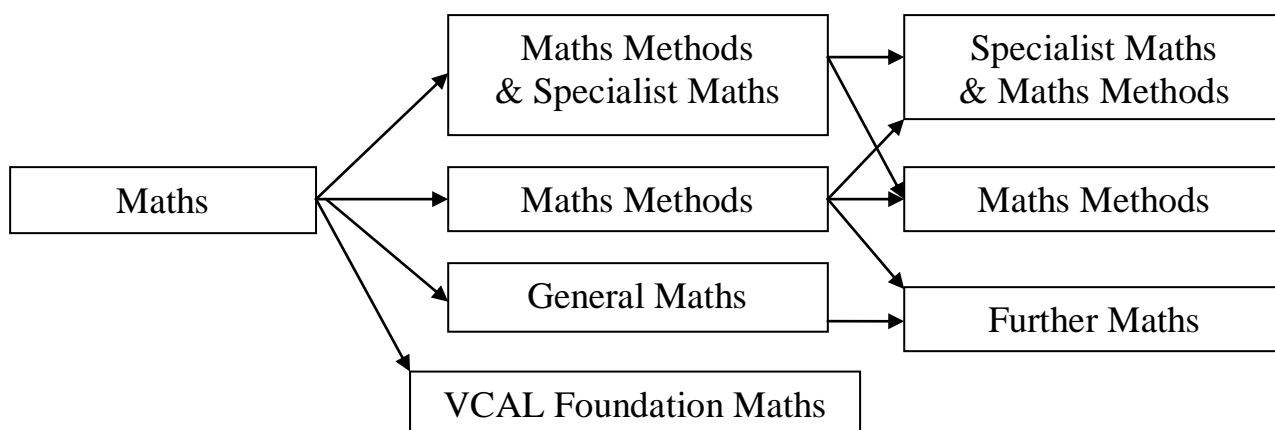 Maths Methods
& Specialist Maths
Specialist Maths
& Maths Methods
Maths
Maths Methods
Maths Methods
General Maths
Further Maths
VCAL Foundation Maths